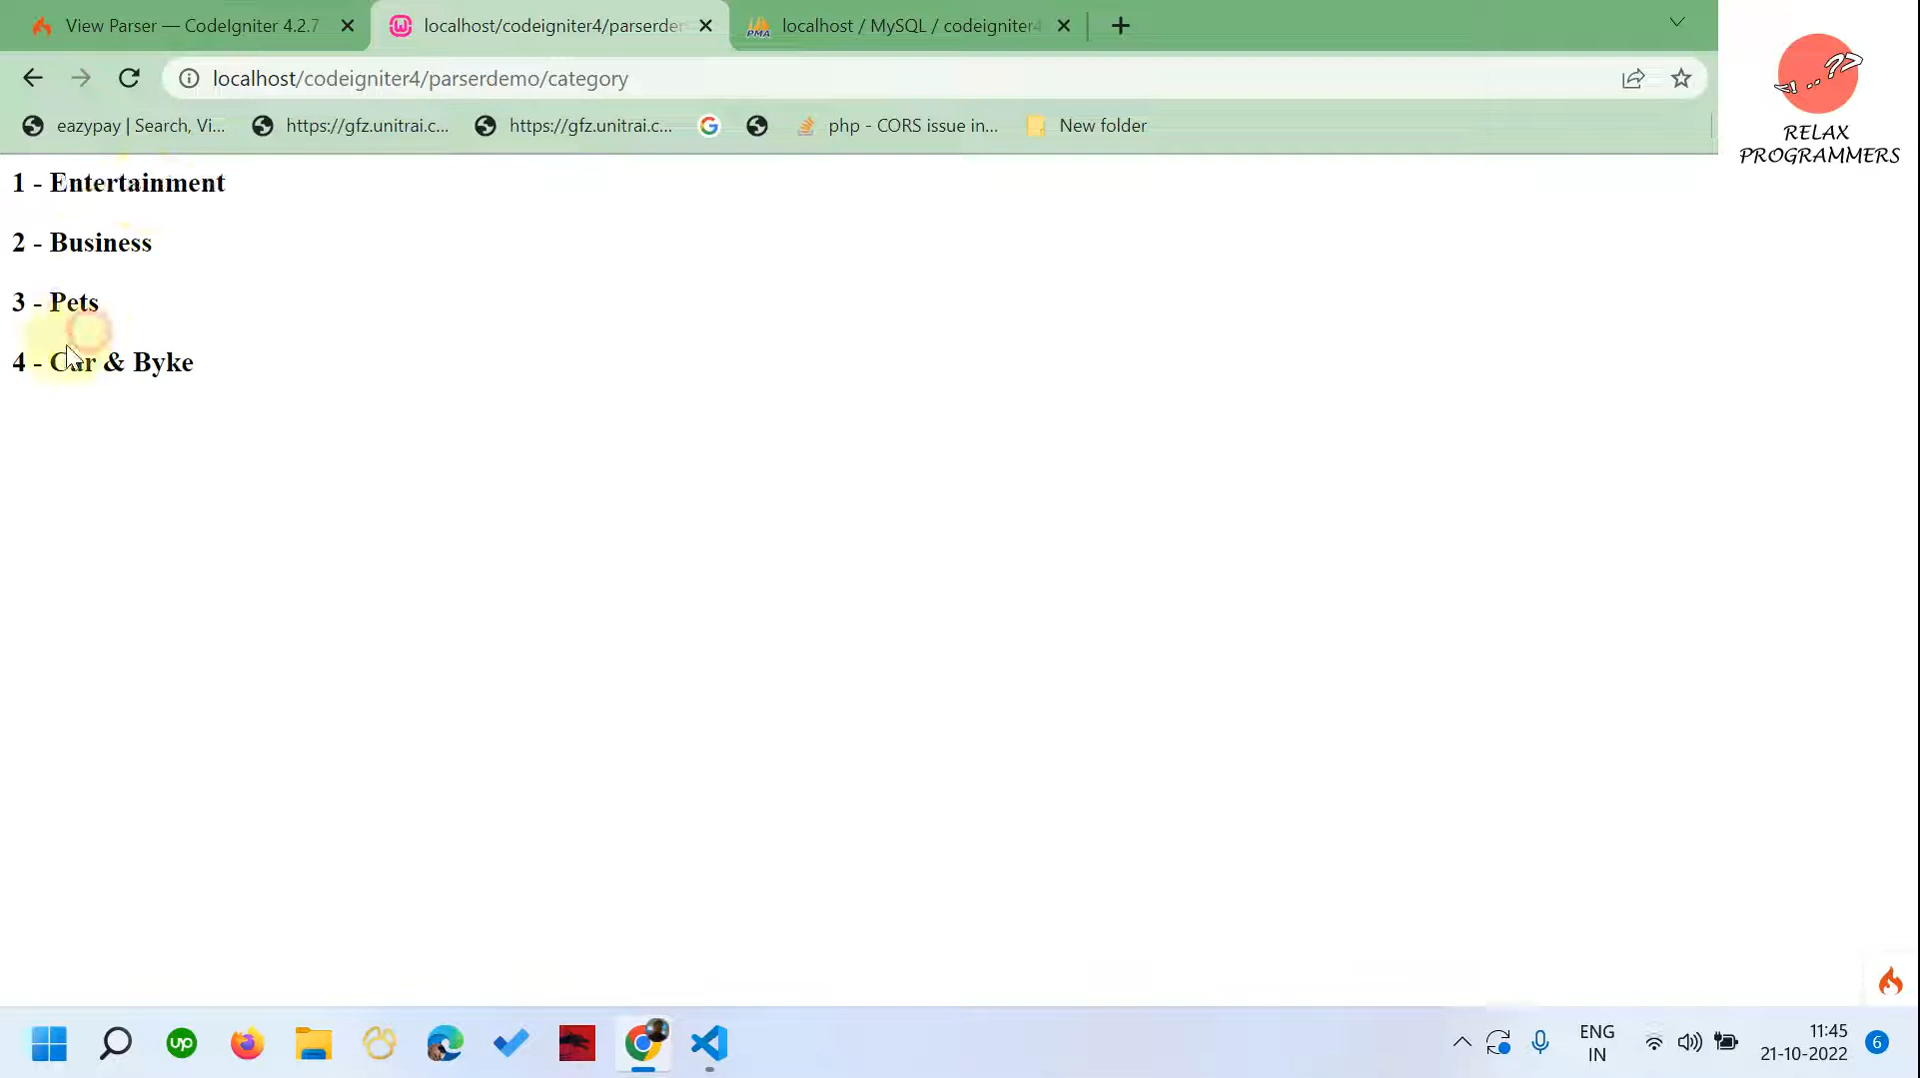 View Parser — CodeIgniter 4.2.7
localhost/codeigniter4/parserder
localhost / MySQL / codeigniter4
localhost/codeigniter4/parserdemo/category
eazypay | Search, Vi...
https://gfz.unitrai.c...
https://gfz.unitrai.c...
php - CORS issue in...
New folder
<!..??>
RELAX
PROGRAMMERS
1 - Entertainment
2 - Business
3 - Pets
4 - Car & Byke
up
ENG
IN
11:45
21-10-2022
6